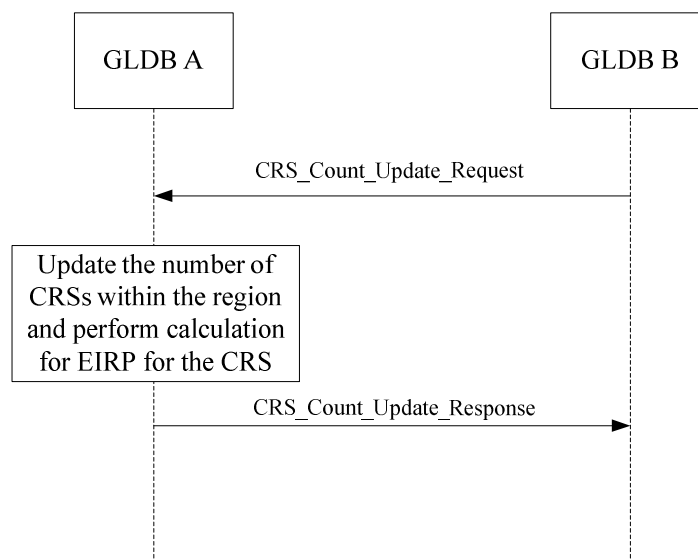 GLDB A
GLDB B
CRS_Count_Update_Request
Update the number of
CRSs within the region
and perform calculation
for EIRP for the CRS
CRS_Count_Update_Response